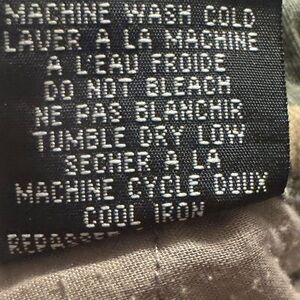 MACHINE WASH COLD
LAVER A LA MACHINE
A L'EAU FROIDE
DO NOT BLEACH
NE PAS BLANCHIR
TUMBLE DRY LOW
SECHER A LA
MACHINE CYCLE DOUX
COOL IRON